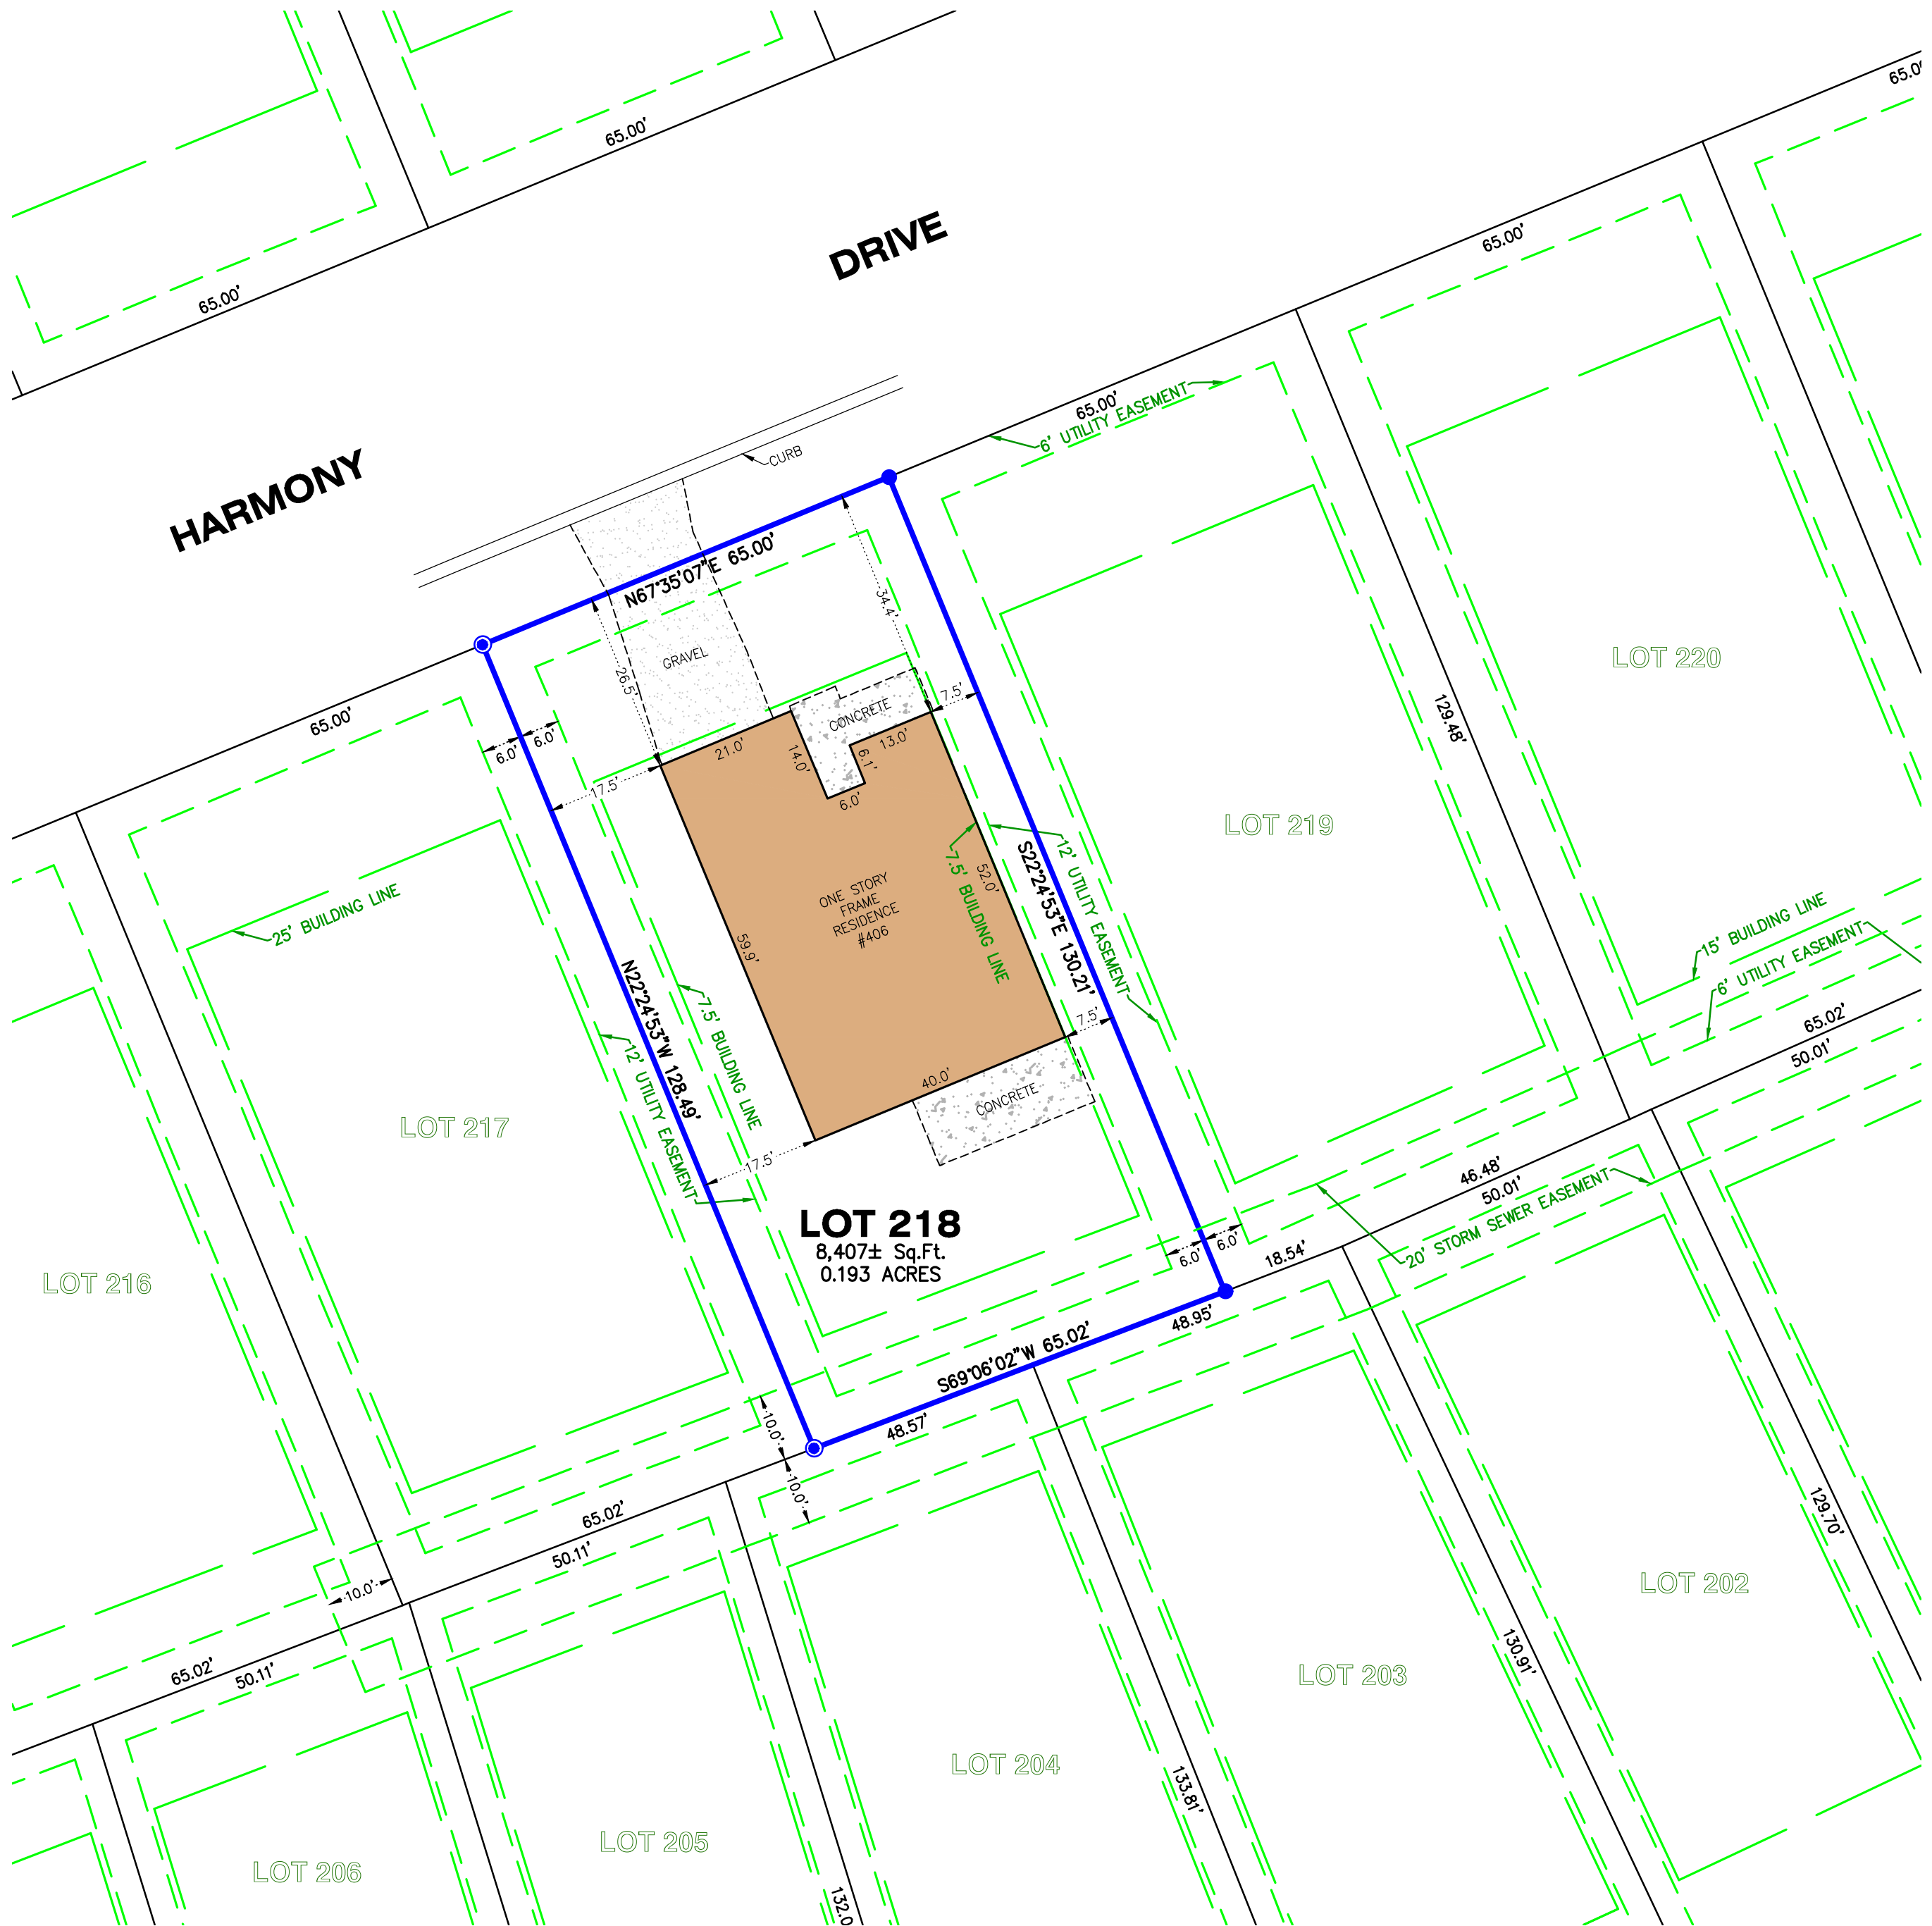 65.00'
65.00'
65.00'
DRIVE
65.00'
65.00'
HARMONY
CURB
6' UTILITY EASEMENT
N67°35'07"E 65.00'
34.4'
GRAVEL
26.5'
LOT 220
65.00'
6.0'
6.0'
7.5'
CONCRETE
21.0'
14.0'
13.0'
6.1'
6.0'
17.5'
129.48'
LOT 219
25' BUILDING LINE
ONE STORY
FRAME
RESIDENCE
#406
59.9'
52.0'
7.5' BUILDING LINE
12' UTILITY EASEMENT
S22°24'53"E 130.21'
15' BUILDING LINE
6' UTILITY EASEMENT
N22°24'53"W 128.49'
7.5' BUILDING LINE
12' UTILITY EASEMENT
7.5'
65.02'
50.01'
40.0'
CONCRETE
LOT 217
17.5'
46.48'
50.01'
20' STORM SEWER EASEMENT
LOT 218
8,407± Sq.Ft.
0.193 ACRES
6.0'
6.0'
18.54'
LOT 216
48.95'
S69°06'02"W 65.02'
48.57'
10.0'
10.0'
65.02'
50.11'
10.0'
129.70'
LOT 202
65.02'
50.11'
130.91'
LOT 203
LOT 204
133.81'
LOT 205
LOT 206
132.0